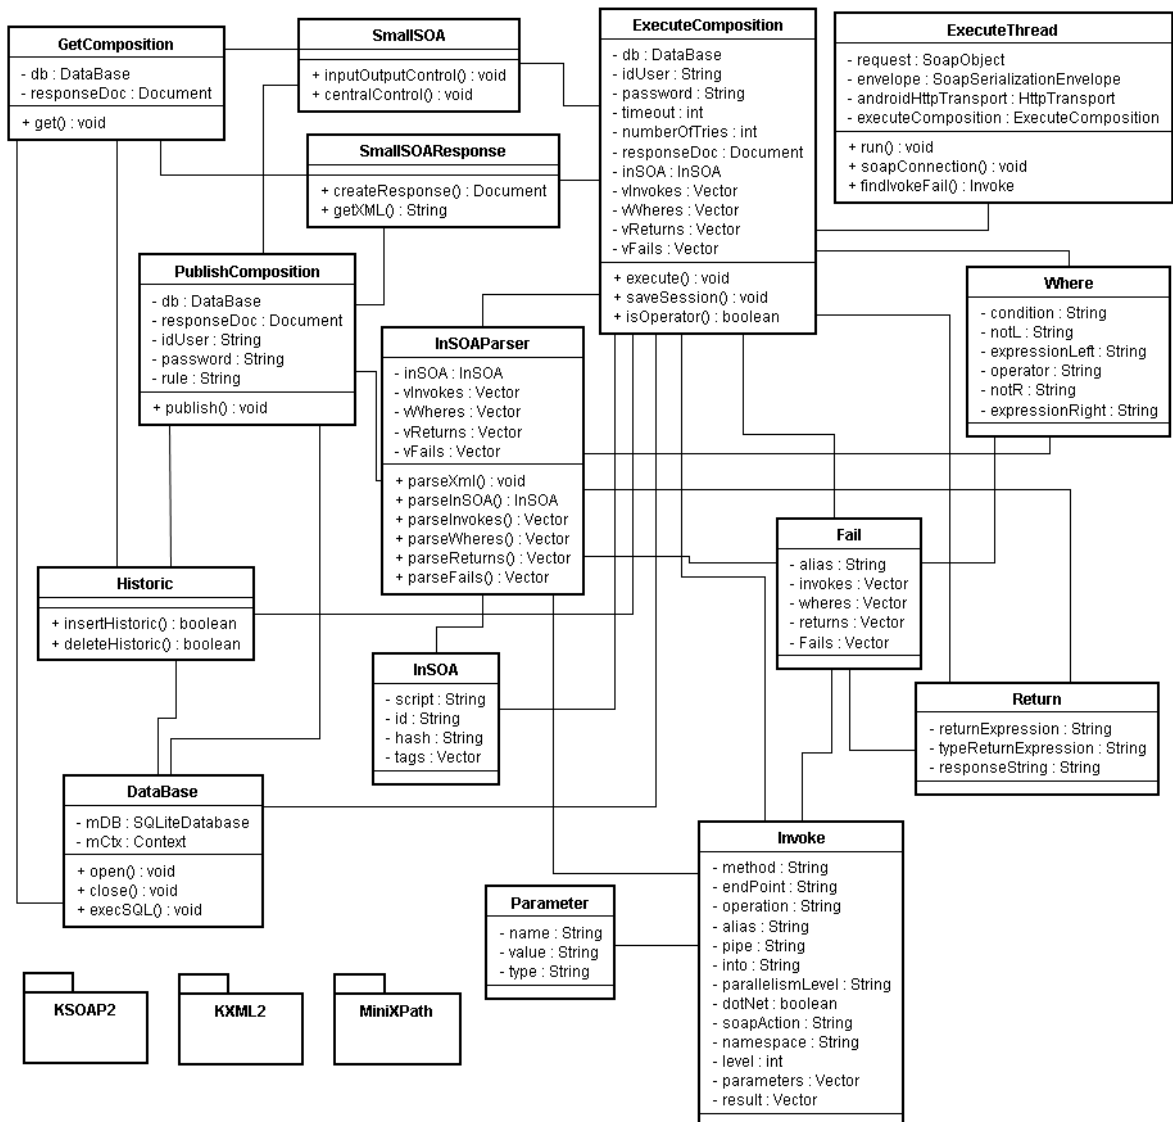 GetComposition
- db : DataBase
- responseDoc : Document
+ get() : void
SmallSOA
+ inputOutputControl() : void
+ centralControl() : void
ExecuteComposition
- db : DataBase
- idUser : String
- password : String
- timeout : int
- numberOfTries : int
- responseDoc : Document
- inSOA : InSOA
- vInvokes : Vector
- vWheres : Vector
- vReturns : Vector
- vFails : Vector
+ execute() : void
+ saveSession() : void
+ isOperator() : boolean
ExecuteThread
- request : SoapObject
- envelope : SoapSerializationEnvelope
- androidHttpTransport : HttpTransport
- executeComposition : ExecuteComposition
+ run() : void
+ soapConnection() : void
+ findIvokeFail() : Invoke
SmallSOAResponse
+ createResponse() : Document
+ getXML() : String
PublishComposition
- db : DataBase
- responseDoc : Document
- idUser : String
- password : String
- rule : String
+ publish() : void
Where
- condition : String
- notL : String
- expressionLeft : String
- operator : String
- notR : String
- expressionRight : String
InSOAParser
- inSOA : InSOA
- vInvokes : Vector
- vWheres : Vector
- vReturns : Vector
- vFails : Vector
+ parseXml() : void
+ parseInSOA() : InSOA
+ parseInvokes() : Vector
+ parseWheres() : Vector
+ parseReturns() : Vector
+ parseFails() : Vector
Fail
- alias : String
- invokes : Vector
- wheres : Vector
- returns : Vector
- Fails : Vector
Historic
+ insertHistoric() : boolean
+ deleteHistoric() : boolean
InSOA
- script : String
- id : String
- hash : String
- tags : Vector
Return
- returnExpression : String
- typeReturnExpression : String
- responseString : String
DataBase
- mDB : SQLiteDatabase
- mCtx : Context
+ open() : void
+ close() : void
+ execSQL() : void
Invoke
- method : String
- endPoint : String
- operation : String
- alias : String
- pipe : String
- into : String
- parallelismLevel : String
- dotNet : boolean
- soapAction : String
- namespace : String
- level : int
- parameters : Vector
- result : Vector
Parameter
- name : String
- value : String
- type : String
KSOAP2
KXML2
MiniXPath